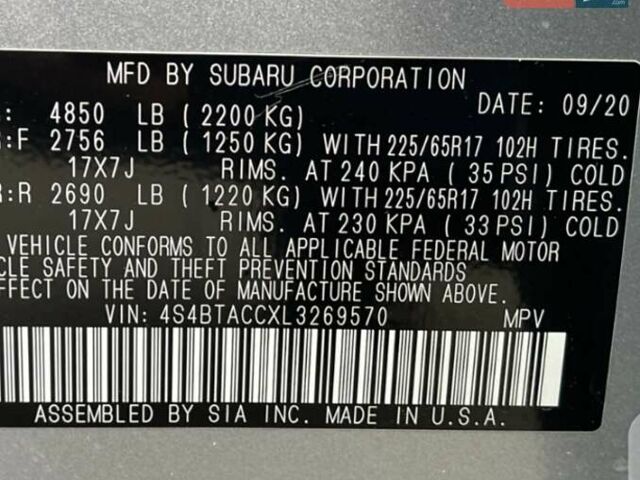 MFD BY SUBARU CORPORATION
DATE: 09/20
: 4850 LB ( 2200 KG)
:F 2756 LB ( 1250 KG) WITH 225/65R17 102H TIRES.
17X7J RIMS. AT 240 KPA ( 35 PSI) COLD
:R 2690 LB ( 1220 KG) WITH 225/65R17 102H TIRES.
17X7J RIMS. AT 230 KPA ( 33 PSI) COLD
VEHICLE CONFORMS TO ALL APPLICABLE FEDERAL MOTOR
CLE SAFETY AND THEFT PREVENTION STANDARDS
EFFECT ON THE DATE OF MANUFACTURE SHOWN ABOVE.
VIN: 4S4BTACCXL3269570 MPV
ASSEMBLED BY SIA INC. MADE IN U.S.A.